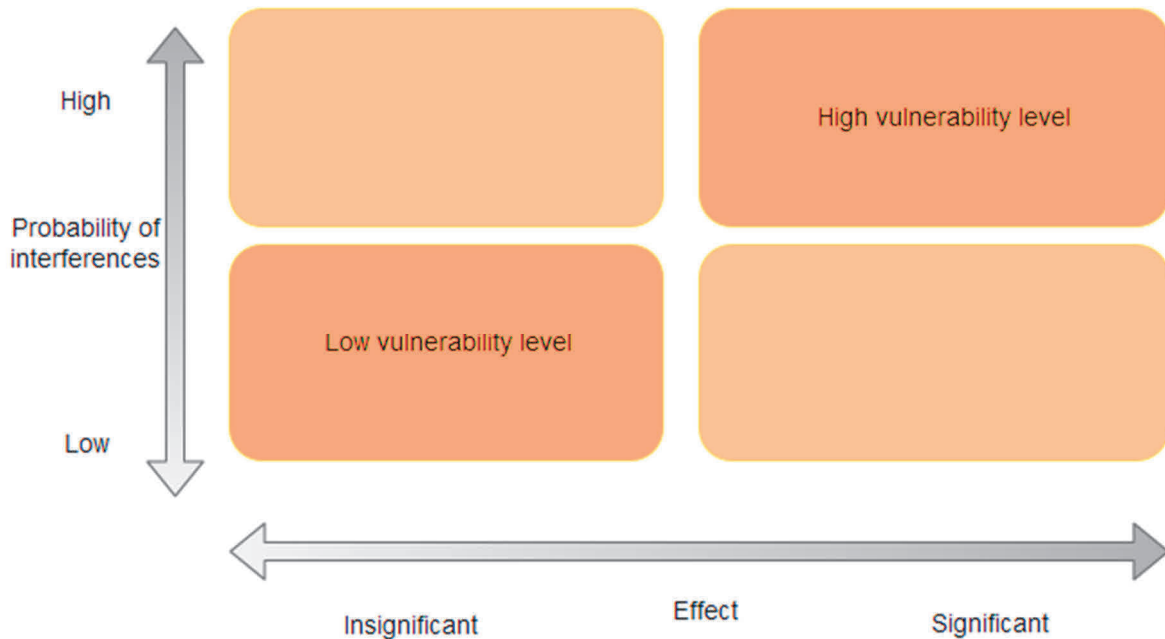 High
High vulnerability level
Probability of
interferences
Low vulnerability level
Low
Effect
Insignificant
Significant